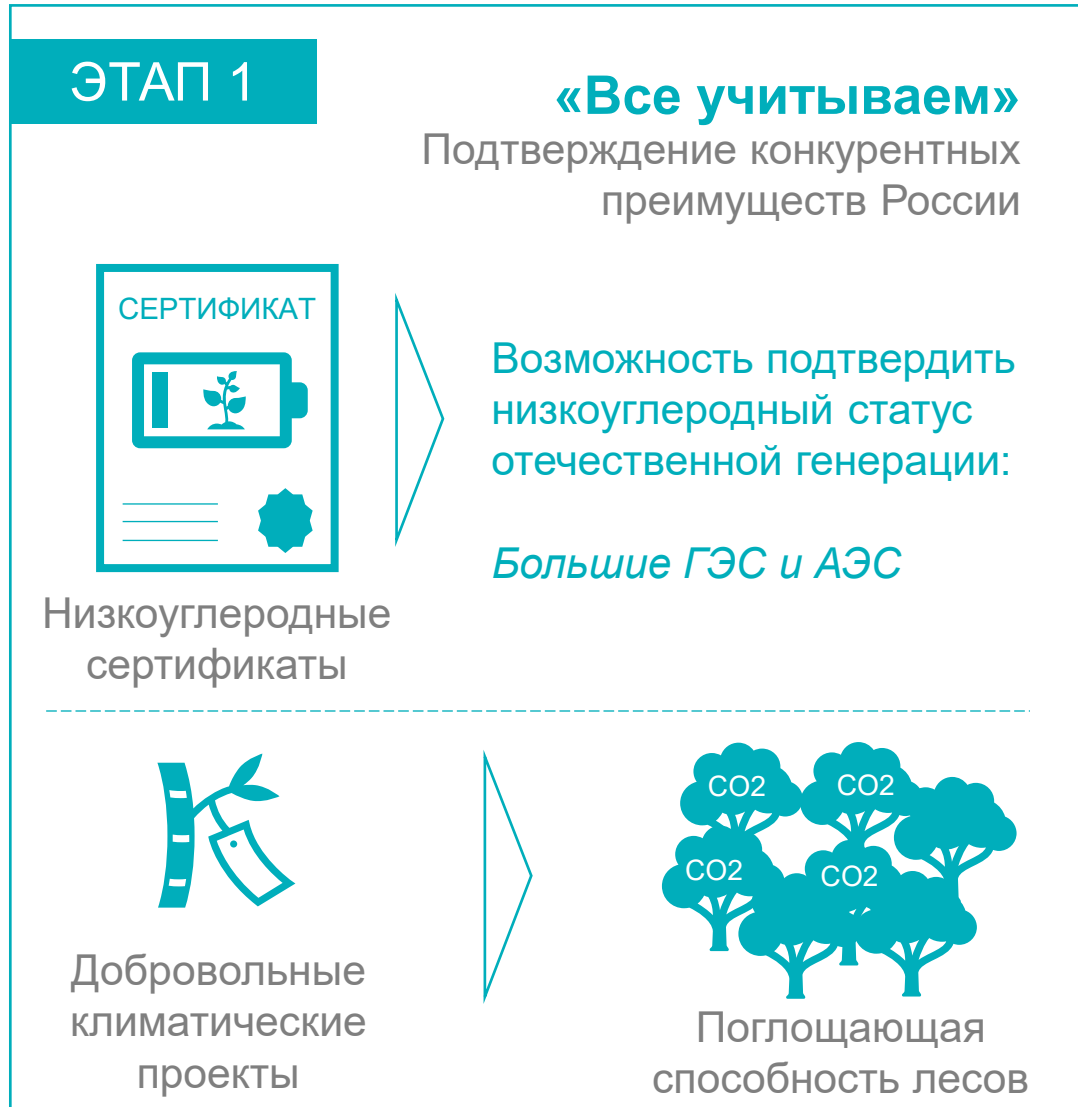 ЭТАП 1
«Все учитываем»
Подтверждение конкурентных
преимуществ России
СЕРТИФИКАТ
Возможность подтвердить
низкоуглеродный статус
отечественной генерации:
Большие ГЭС и АЭС
Низкоуглеродные
сертификаты
CO2
CO2
CO2
CO2
Добровольные
климатические
проекты
Поглощающая
способность лесов